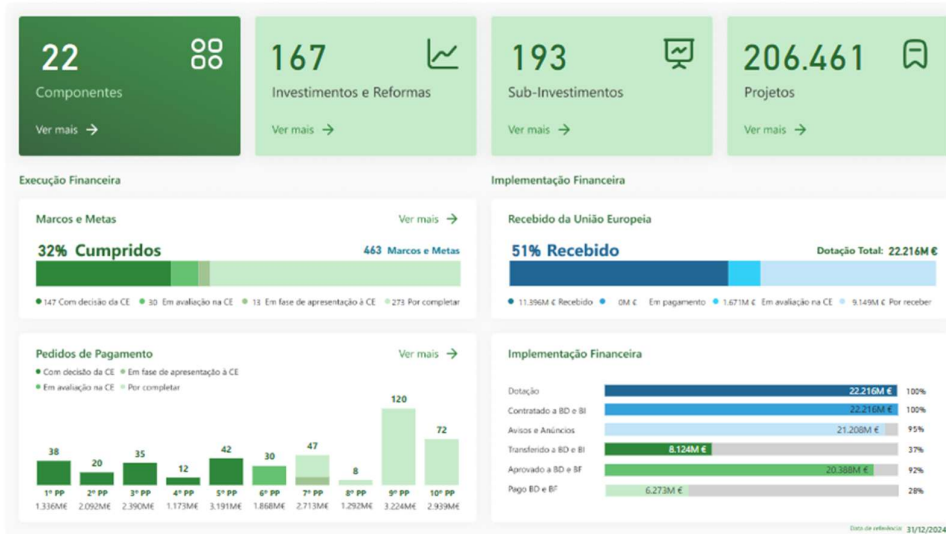 22
Componentes
Ver mais →
167
Investimentos e Reformas
Ver mais →
193
Sub-Investimentos
Ver mais →
206.461
Projetos
Ver mais →
Execução Financeira
Marcos e Metas
Ver mais →
32% Cumpridos
463 Marcos e Metas
147 Com decisão da CE 30 Em avaliação na CE 13 Em fase de apresentação à CE 273 Por completar
Implementação Financeira
Recebido da União Europeia
51% Recebido
Dotação Total: 22.216M €
11.396M € Recebido 0M € Em pagamento 1.671M € Em avaliação na CE 9.149M € Por receber
Pedidos de Pagamento
Ver mais →
Com decisão da CE Em fase de apresentação à CE
Em avaliação na CE Por completar
38 20 35 12 42 30 47 8 120 72
1º PP 2º PP 3º PP 4º PP 5º PP 6º PP 7º PP 8º PP 9º PP 10º PP
1.336M€ 2.092M€ 2.390M€ 1.173M€ 3.191M€ 1.868M€ 2.713M€ 1.292M€ 3.224M€ 2.939M€
Implementação Financeira
Dotação 22.216M € 100%
Contratado a BD e BI 22.216M € 100%
Avisos e Anúncios 21.208M € 95%
Transferido a BD e BI 8.124M € 37%
Aprovado a BD e BF 20.388M € 92%
Pago BD e BF 6.273M € 28%
Data de referência: 31/12/2024